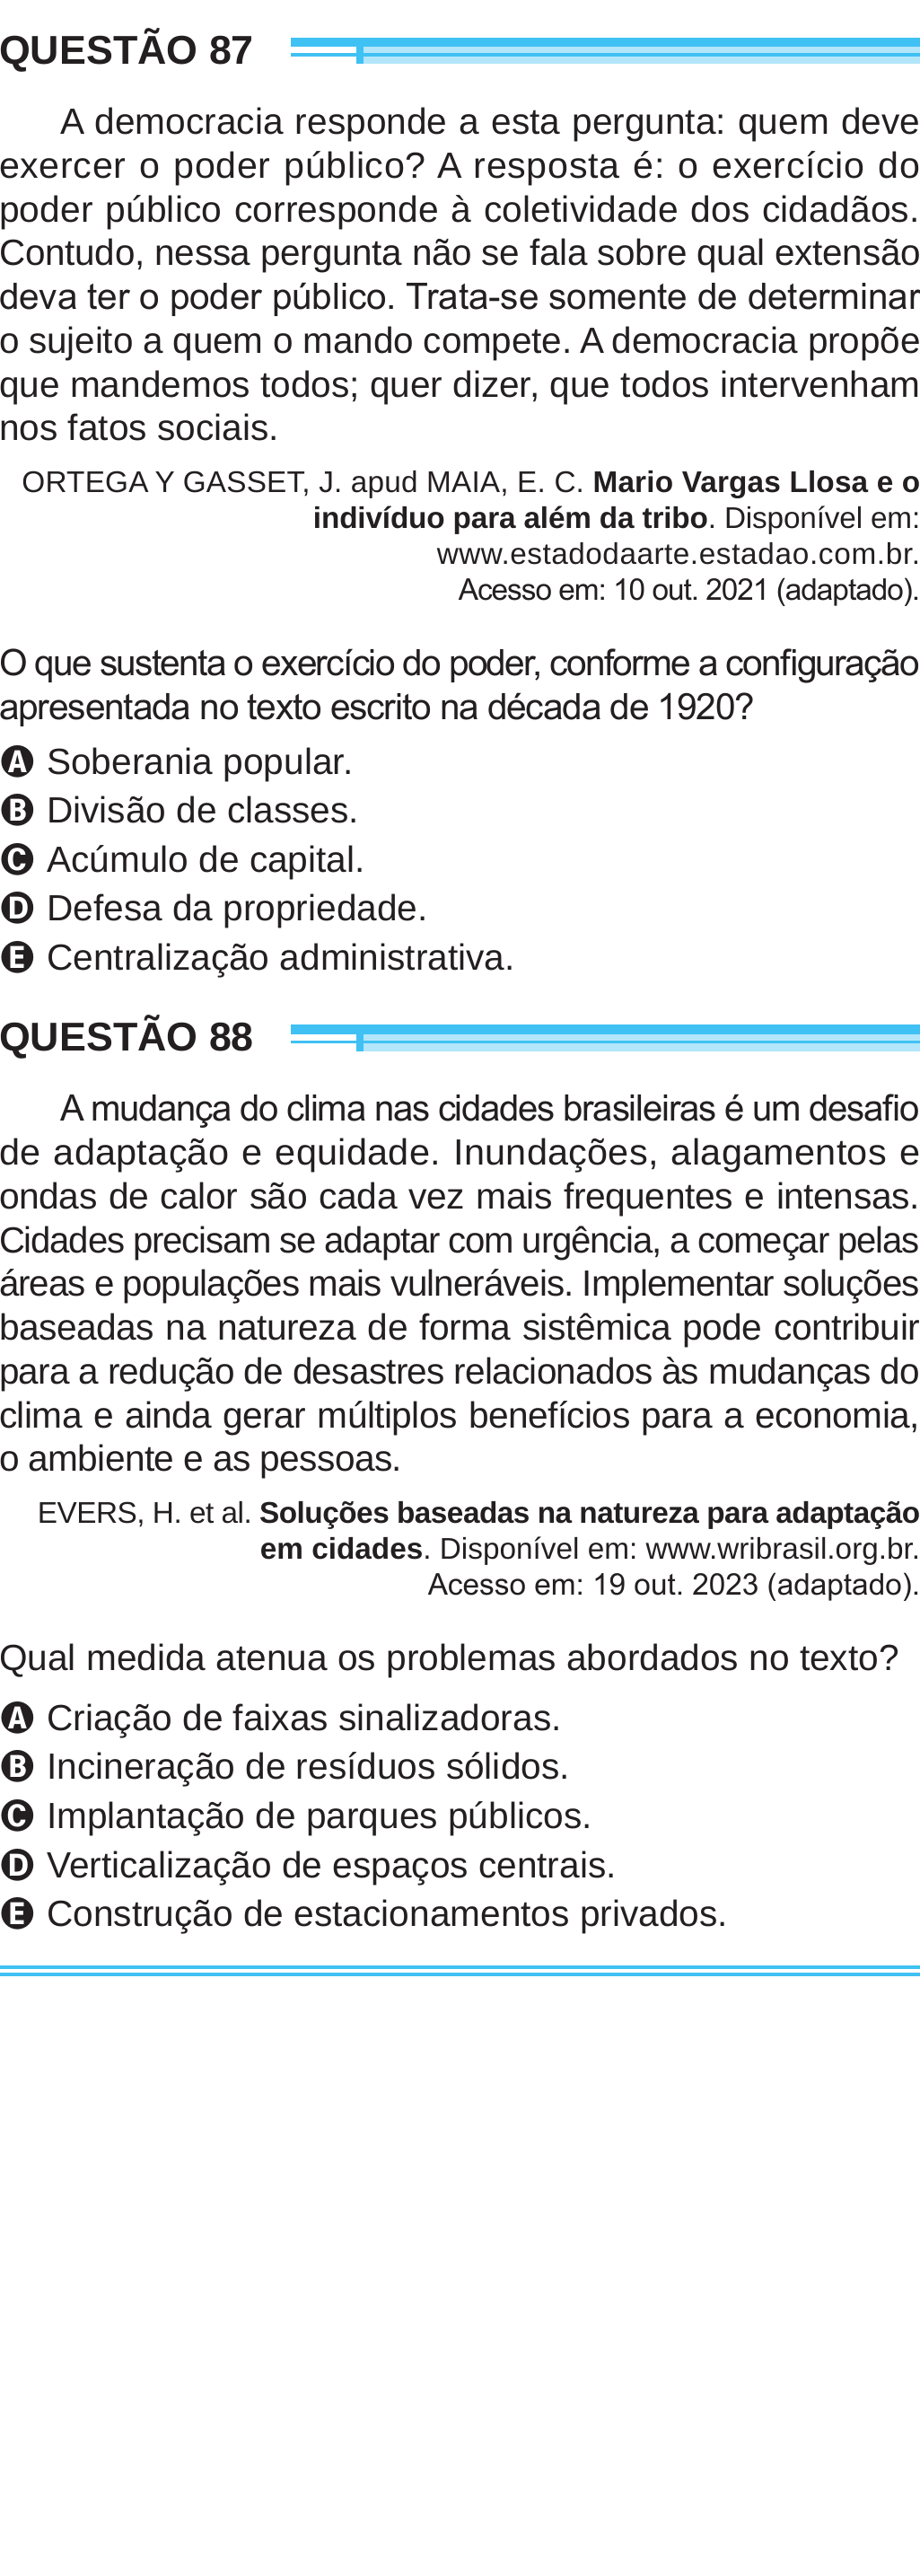 QUESTÃO 87
A democracia responde a esta pergunta: quem deve
exercer o poder público? A resposta é: o exercício do
poder público corresponde à coletividade dos cidadãos.
Contudo, nessa pergunta não se fala sobre qual extensão
deva ter o poder público. Trata-se somente de determinar
o sujeito a quem o mando compete. A democracia propõe
que mandemos todos; quer dizer, que todos intervenham
nos fatos sociais.
ORTEGA Y GASSET, J. apud MAIA, E. C. Mario Vargas Llosa e o
indivíduo para além da tribo. Disponível em:
www.estadodaarte.estadao.com.br.
Acesso em: 10 out. 2021 (adaptado).
O que sustenta o exercício do poder, conforme a configuração
apresentada no texto escrito na década de 1920?
A Soberania popular.
B Divisão de classes.
C Acúmulo de capital.
D Defesa da propriedade.
E Centralização administrativa.
QUESTÃO 88
A mudança do clima nas cidades brasileiras é um desafio
de adaptação e equidade. Inundações, alagamentos e
ondas de calor são cada vez mais frequentes e intensas.
Cidades precisam se adaptar com urgência, a começar pelas
áreas e populações mais vulneráveis. Implementar soluções
baseadas na natureza de forma sistêmica pode contribuir
para a redução de desastres relacionados às mudanças do
clima e ainda gerar múltiplos benefícios para a economia,
o ambiente e as pessoas.
EVERS, H. et al. Soluções baseadas na natureza para adaptação
em cidades. Disponível em: www.wribrasil.org.br.
Acesso em: 19 out. 2023 (adaptado).
Qual medida atenua os problemas abordados no texto?
A Criação de faixas sinalizadoras.
B Incineração de resíduos sólidos.
C Implantação de parques públicos.
D Verticalização de espaços centrais.
E Construção de estacionamentos privados.